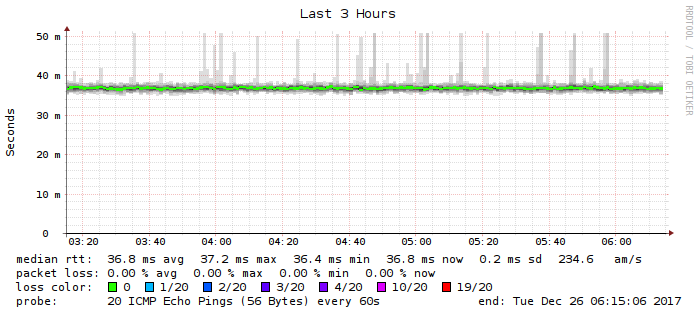 Last 3 Hours
RRDTOOL / TOBI OETIKER
Seconds
50 m
40 m
30 m
20 m
10 m
0
03:20 03:40 04:00 04:20 04:40 05:00 05:20 05:40 06:00
median rtt: 36.8 ms avg 37.2 ms max 36.4 ms min 36.8 ms now 0.2 ms sd 234.6 am/s
packet loss: 0.00 % avg 0.00 % max 0.00 % min 0.00 % now
loss color: 0 1/20 2/20 3/20 4/20 10/20 19/20
probe: 20 ICMP Echo Pings (56 Bytes) every 60s end: Tue Dec 26 06:15:06 2017